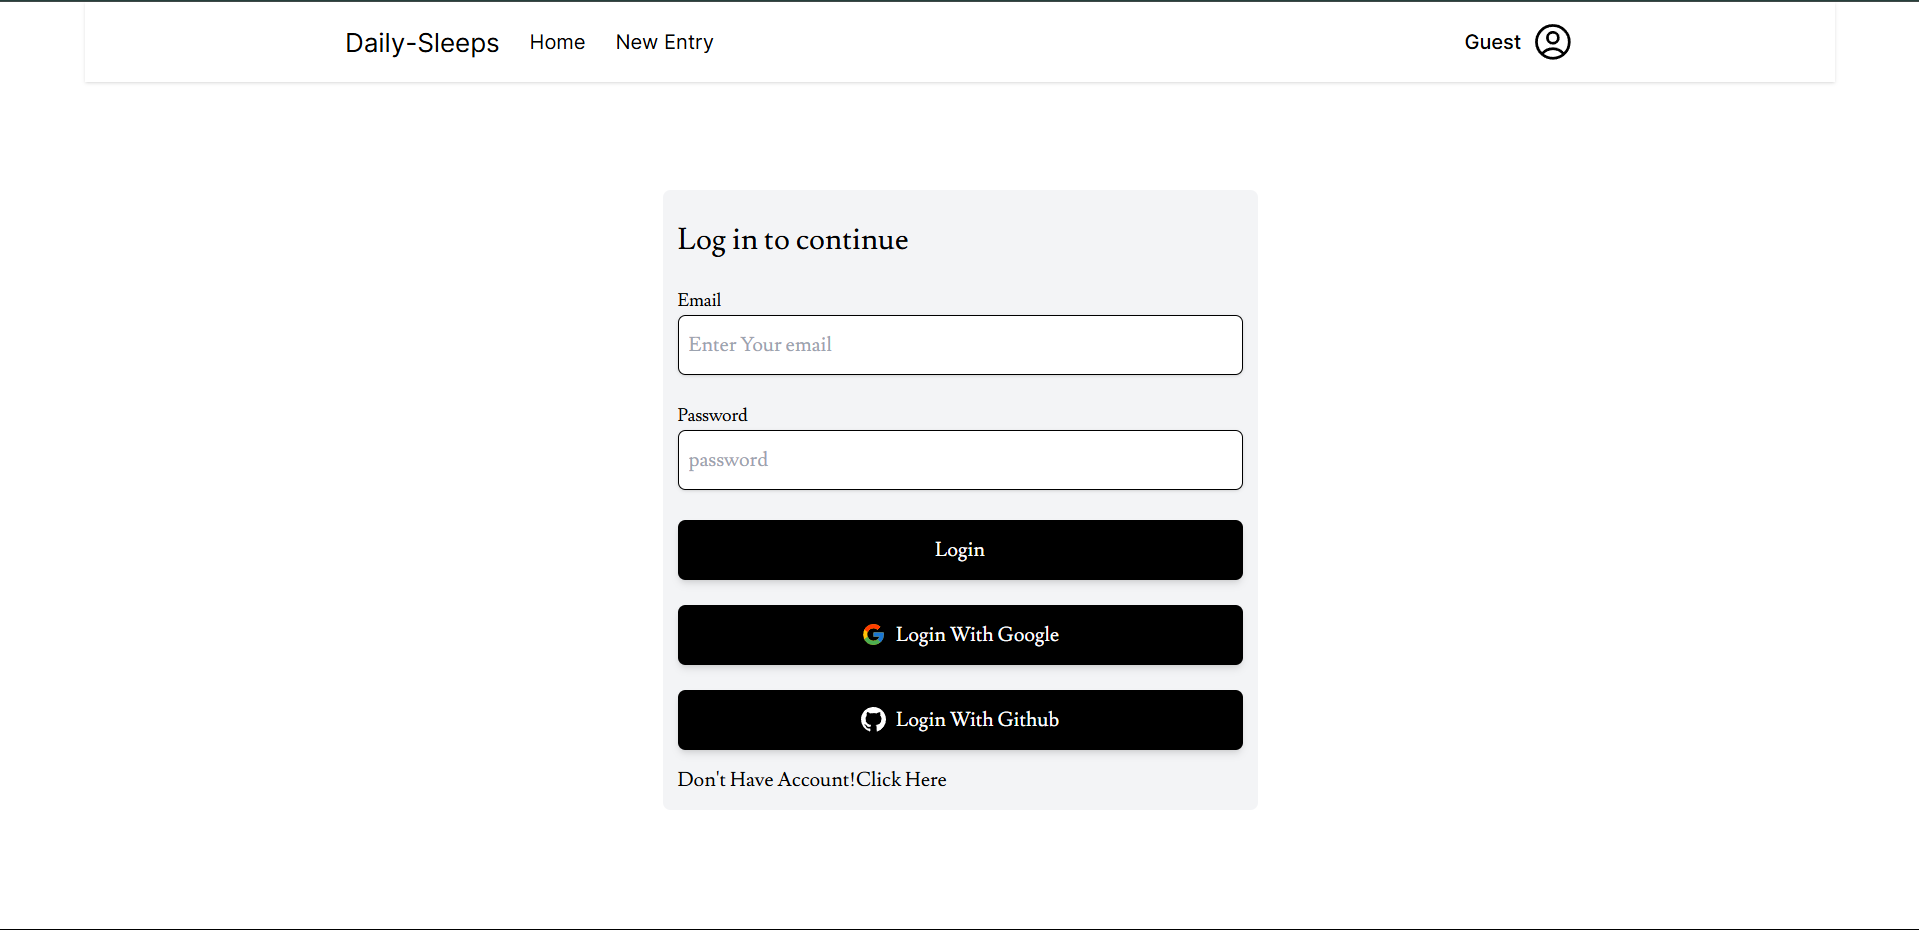 Daily-Sleeps Home New Entry Guest
Log in to continue
Email
Enter Your email
Password
password
Login
Login With Google
Login With Github
Don't Have Account!Click Here